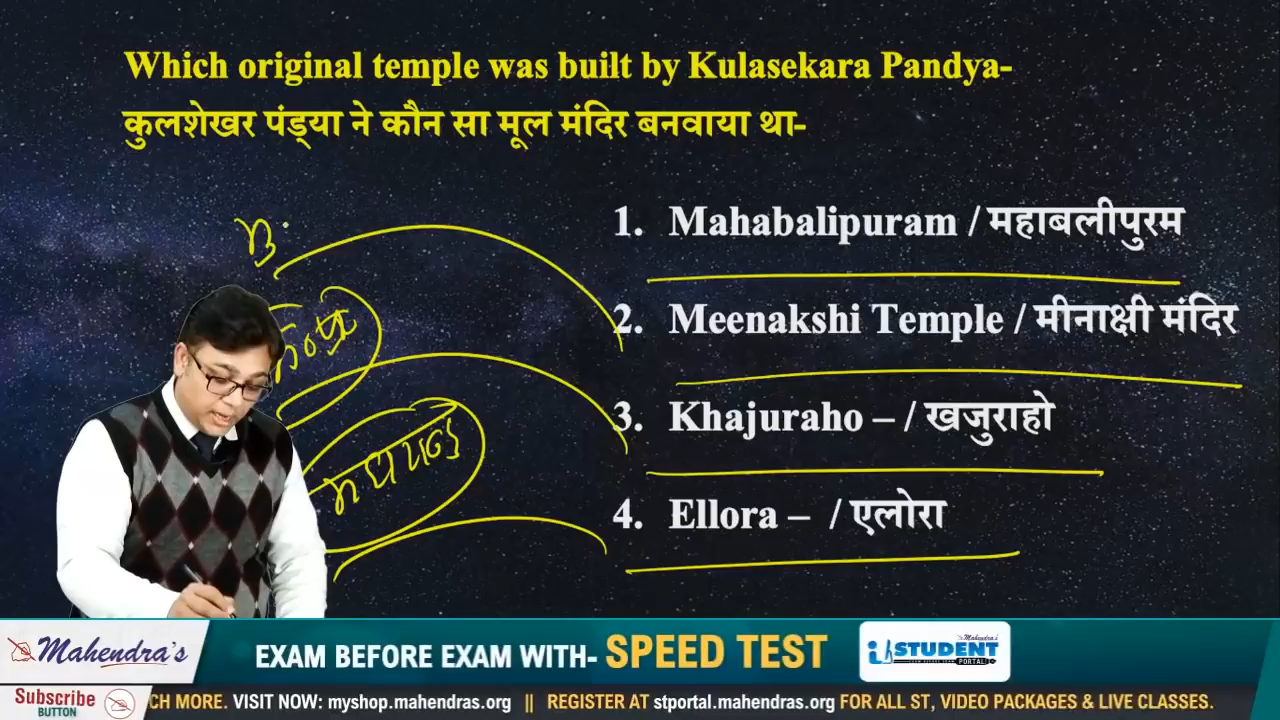 Which original temple was built by Kulasekara Pandya-
कुलशेखर पंड्या ने कौन सा मूल मंदिर बनवाया था-
1. Mahabalipuram / महाबलीपुरम
2. Meenakshi Temple / मीनाक्षी मंदिर
3. Khajuraho – / खजुराहो
4. Ellora – / एलोरा
Mahendra's
EXAM BEFORE EXAM WITH- SPEED TEST
Mahendra's
STUDENT
PORTAL
Subscribe
BUTTON
CH MORE. VISIT NOW: myshop.mahendras.org || REGISTER AT stportal.mahendras.org FOR ALL ST, VIDEO PACKAGES & LIVE CLASSES.